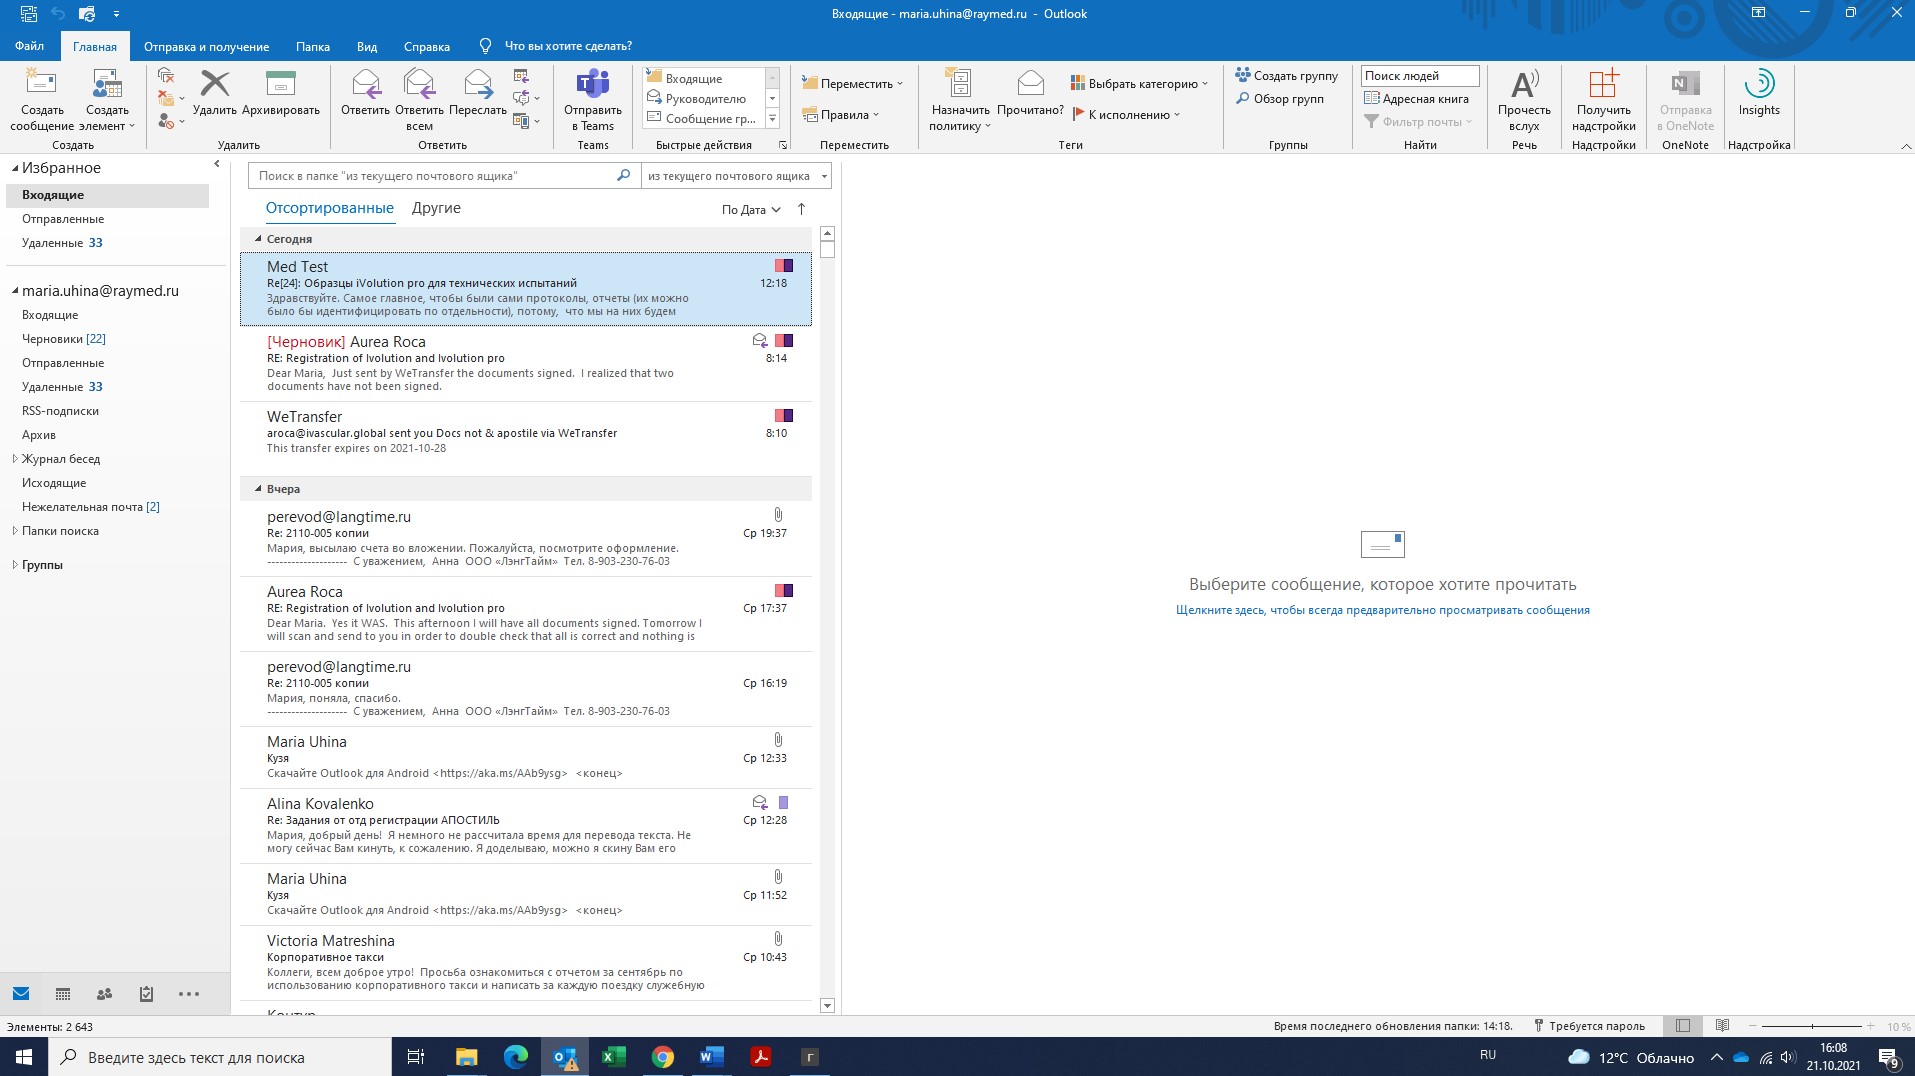 Входящие - maria.uhina@raymed.ru - Outlook
Файл
Главная
Отправка и получение
Папка
Вид
Справка
Что вы хотите сделать?
Создать сообщение
Создать элемент
Создать
Удалить
Архивировать
Удалить
Ответить
Ответить всем
Переслать
Ответить
Отправить в Teams
Teams
Входящие
Руководителю
Сообщение гр...
Быстрые действия
Переместить
Правила
Переместить
Назначить политику
Прочитано?
Выбрать категорию
К исполнению
Теги
Создать группу
Обзор групп
Группы
Поиск людей
Адресная книга
Фильтр почты
Найти
Прочесть вслух
Речь
Получить надстройки
Надстройки
Отправка в OneNote
OneNote
Insights
Надстройка
Избранное
Входящие
Отправленные
Удаленные 33
maria.uhina@raymed.ru
Входящие
Черновики [22]
Отправленные
Удаленные 33
RSS-подписки
Архив
Журнал бесед
Исходящие
Нежелательная почта [2]
Папки поиска
Группы
Поиск в папке "из текущего почтового ящика"
из текущего почтового ящика
Отсортированные
Другие
По Дата
Сегодня
Med Test
Re[24]: Образцы iVolution pro для технических испытаний 12:18
Здравствуйте. Самое главное, чтобы были сами протоколы, отчеты (их можно
было бы идентифицировать по отдельности), потому, что мы на них будем
[Черновик] Aurea Roca
RE: Registration of Ivolution and Ivolution pro 8:14
Dear Maria, Just sent by WeTransfer the documents signed. I realized that two
documents have not been signed.
WeTransfer
aroca@ivascular.global sent you Docs not & apostile via WeTransfer 8:10
This transfer expires on 2021-10-28
Вчера
perevod@langtime.ru
Re: 2110-005 копии Ср 19:37
Мария, высылаю счета во вложении. Пожалуйста, посмотрите оформление.
-------------------- С уважением, Анна ООО «ЛэнгТайм» Тел. 8-903-230-76-03
Aurea Roca
RE: Registration of Ivolution and Ivolution pro Ср 17:37
Dear Maria. Yes it WAS. This afternoon I will have all documents signed. Tomorrow I
will scan and send to you in order to double check that all is correct and nothing is
perevod@langtime.ru
Re: 2110-005 копии Ср 16:19
Мария, поняла, спасибо.
-------------------- С уважением, Анна ООО «ЛэнгТайм» Тел. 8-903-230-76-03
Maria Uhina
Кузя Ср 12:33
Скачайте Outlook для Android <https://aka.ms/AAb9ysg> <конец>
Alina Kovalenko
Re: Задания от отд регистрации АПОСТИЛЬ Ср 12:28
Мария, добрый день! Я немного не рассчитала время для перевода текста. Не
могу сейчас Вам кинуть, к сожалению. Я доделываю, можно я скину Вам его
Maria Uhina
Кузя Ср 11:52
Скачайте Outlook для Android <https://aka.ms/AAb9ysg> <конец>
Victoria Matreshina
Корпоративное такси Ср 10:43
Коллеги, всем доброе утро! Просьба ознакомиться с отчетом за сентябрь по
использованию корпоративного такси и написать за каждую поездку служебную
Выберите сообщение, которое хотите прочитать
Щелкните здесь, чтобы всегда предварительно просматривать сообщения
Элементы: 2 643
Время последнего обновления папки: 14:18.
Требуется пароль
10 %
Введите здесь текст для поиска
RU
12°C Облачно
16:08
21.10.2021
9